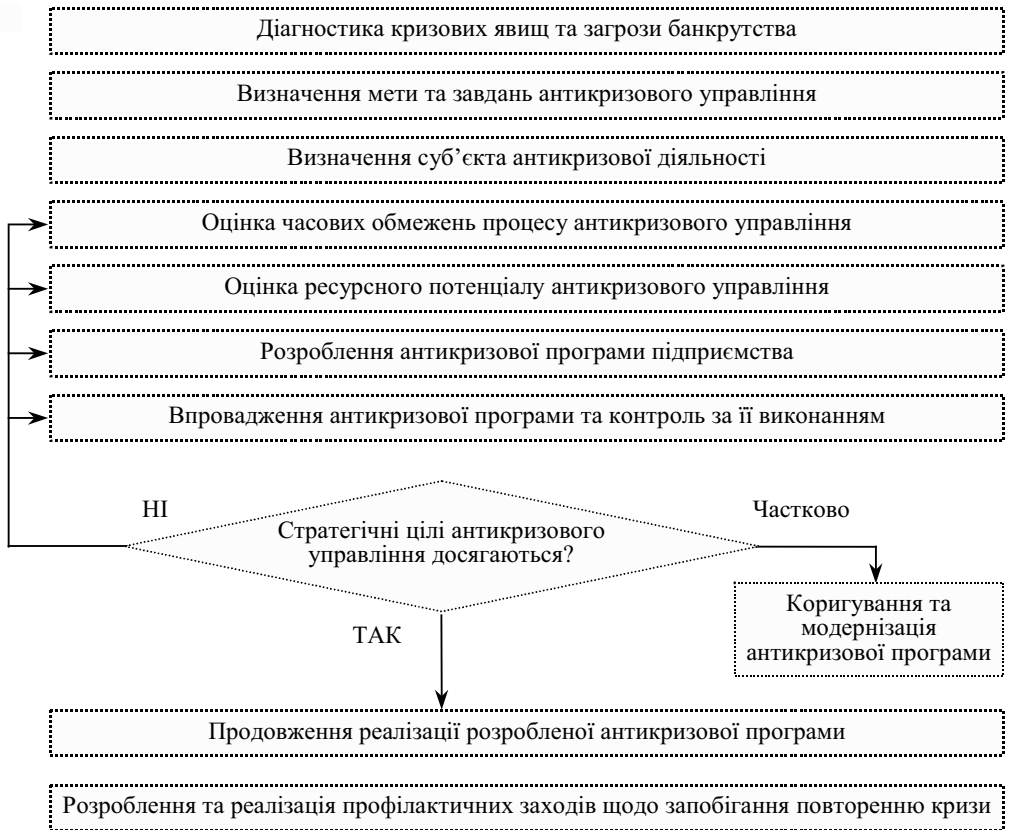 Діагностика кризових явищ та загрози банкрутства
Визначення мети та завдань антикризового управління
Визначення суб’єкта антикризової діяльності
Оцінка часових обмежень процесу антикризового управління
Оцінка ресурсного потенціалу антикризового управління
Розроблення антикризової програми підприємства
Впровадження антикризової програми та контроль за її виконанням
НІ
Стратегічні цілі антикризового
управління досягаються?
Частково
Коригування та
модернізація
антикризової програми
ТАК
Продовження реалізації розробленої антикризової програми
Розроблення та реалізація профілактичних заходів щодо запобігання повторенню кризи